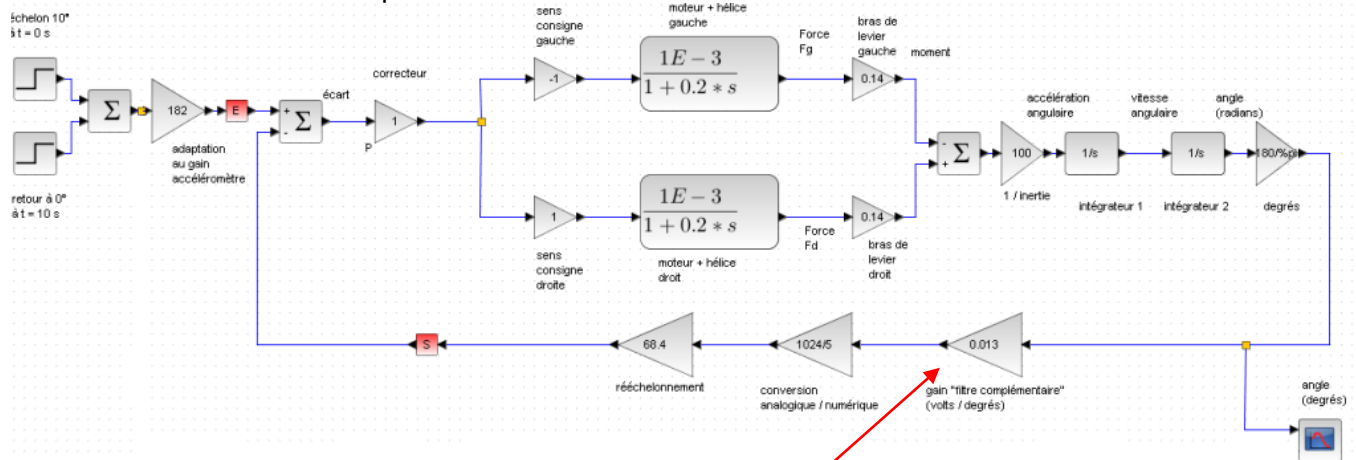 échelon 10°
à t = 0 s
Σ
182
E
adaptation
au gain
accéléromètre
retour à 0°
à t = 10 s
+
-
Σ
écart
correcteur
1
P
sens
consigne
gauche
-1
moteur + hélice
gauche
1E - 3
1 + 0.2 * s
Force
Fg
bras de
levier
gauche
0.14
moment
1
sens
consigne
droite
1E - 3
1 + 0.2 * s
moteur + hélice
droit
Force
Fd
0.14
bras de
levier
droit
-
+
Σ
100
1 / inertie
accélération
angulaire
1/s
intégrateur 1
vitesse
angulaire
1/s
intégrateur 2
angle
(radians)
180/%pi
degrés
S
68.4
rééchelonnement
1024/5
conversion
analogique / numérique
0.013
gain "filtre complémentaire"
(volts / degrés)
angle
(degrés)